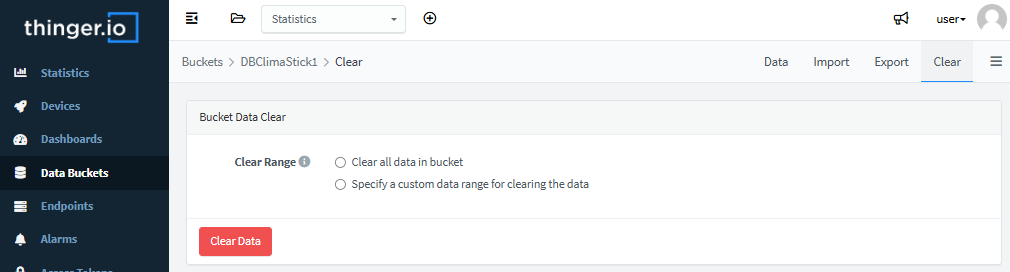 thinger.io
Statistics
user
Statistics
Devices
Dashboards
Data Buckets
Endpoints
Alarms
Access Tokens
Buckets > DBClimaStick1 > Clear
Data Import Export Clear
Bucket Data Clear
Clear Range
Clear all data in bucket
Specify a custom data range for clearing the data
Clear Data